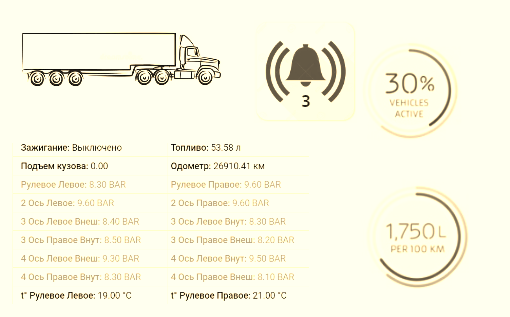 3
30%
VEHICLES
ACTIVE
Зажигание: Выключено
Топливо: 53.58 л
Подъем кузова: 0.00
Одометр: 26910.41 км
Рулевое Левое: 8.30 BAR
Рулевое Правое: 9.60 BAR
2 Ось Левое: 9.60 BAR
2 Ось Правое: 9.60 BAR
3 Ось Левое Внеш: 8.40 BAR
3 Ось Левое Внут: 8.30 BAR
3 Ось Правое Внут: 8.50 BAR
3 Ось Правое Внеш: 8.20 BAR
4 Ось Левое Внеш: 9.30 BAR
4 Ось Левое Внут: 9.50 BAR
4 Ось Правое Внут: 8.30 BAR
4 Ось Правое Внеш: 8.10 BAR
t° Рулевое Левое: 19.00 °C
t° Рулевое Правое: 21.00 °C
1,750 L
PER 100 KM